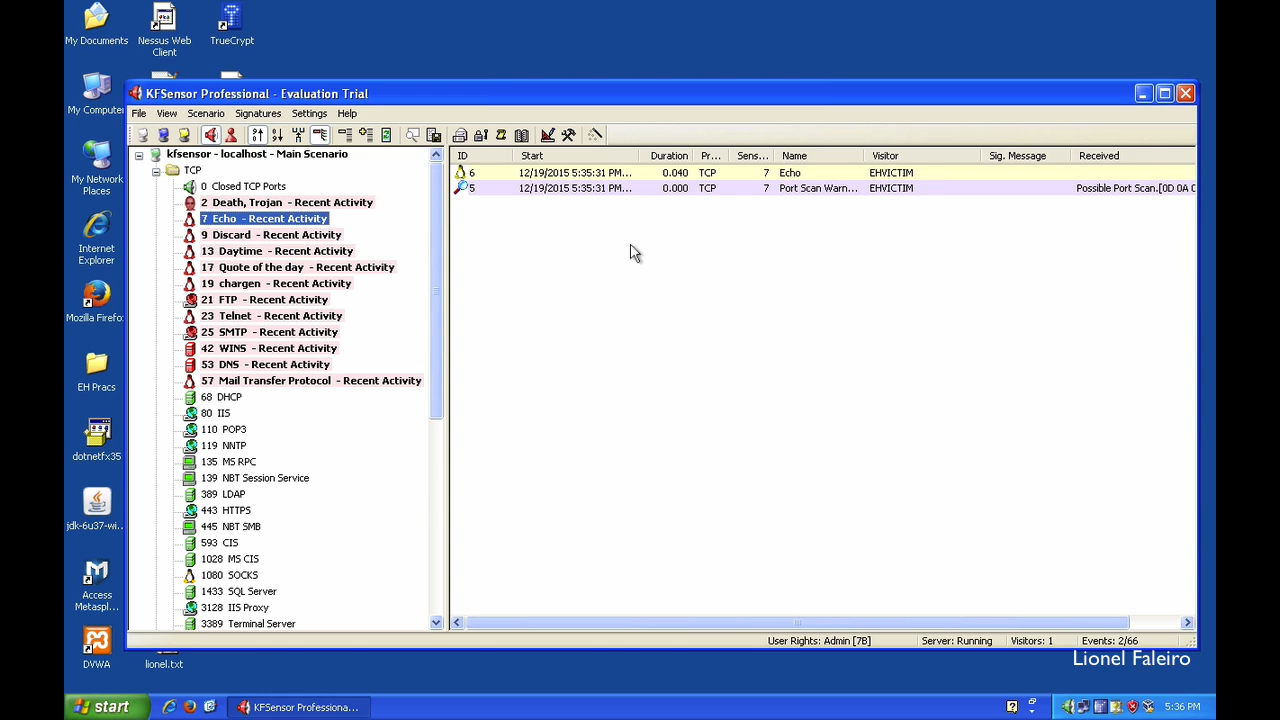 My Documents
Nessus Web
Client
TrueCrypt
My Compute
My Network
Places
Internet
Explorer
Mozilla Firefo
EH Pracs
dotnetfx35
jdk-6u37-wi...
Access
Metaspl...
DVWA
lionel.txt
KFSensor Professional - Evaluation Trial
File View Scenario Signatures Settings Help
kfsensor - localhost - Main Scenario
TCP
0 Closed TCP Ports
2 Death, Trojan - Recent Activity
7 Echo - Recent Activity
9 Discard - Recent Activity
13 Daytime - Recent Activity
17 Quote of the day - Recent Activity
19 chargen - Recent Activity
21 FTP - Recent Activity
23 Telnet - Recent Activity
25 SMTP - Recent Activity
42 WINS - Recent Activity
53 DNS - Recent Activity
57 Mail Transfer Protocol - Recent Activity
68 DHCP
80 IIS
110 POP3
119 NNTP
135 MS RPC
139 NBT Session Service
389 LDAP
443 HTTPS
445 NBT SMB
593 CIS
1028 MS CIS
1080 SOCKS
1433 SQL Server
3128 IIS Proxy
3389 Terminal Server
ID Start Duration Pr... Sens... Name Visitor Sig. Message Received
6 12/19/2015 5:35:31 PM... 0.040 TCP 7 Echo EHVICTIM
5 12/19/2015 5:35:31 PM... 0.000 TCP 7 Port Scan Warn... EHVICTIM Possible Port Scan.[0D 0A
User Rights: Admin [7B] Server: Running Visitors: 1 Events: 2/66
Lionel Faleiro
start KFSensor Professiona... 5:36 PM